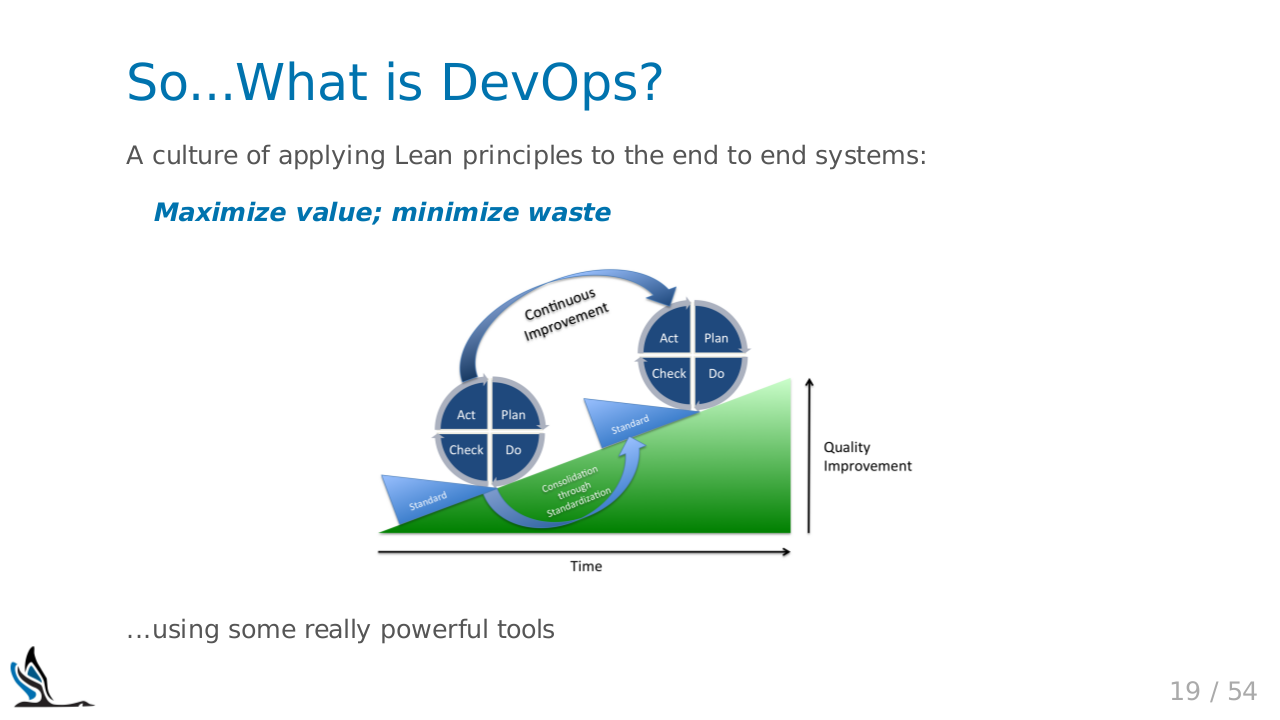 So...What is DevOps?
A culture of applying Lean principles to the end to end systems:
Maximize value; minimize waste
Continuous
Improvement
Act
Plan
Check
Do
Act
Plan
Check
Do
Standard
Standard
Consolidation
through
Standardization
Quality
Improvement
Time
...using some really powerful tools
19 / 54